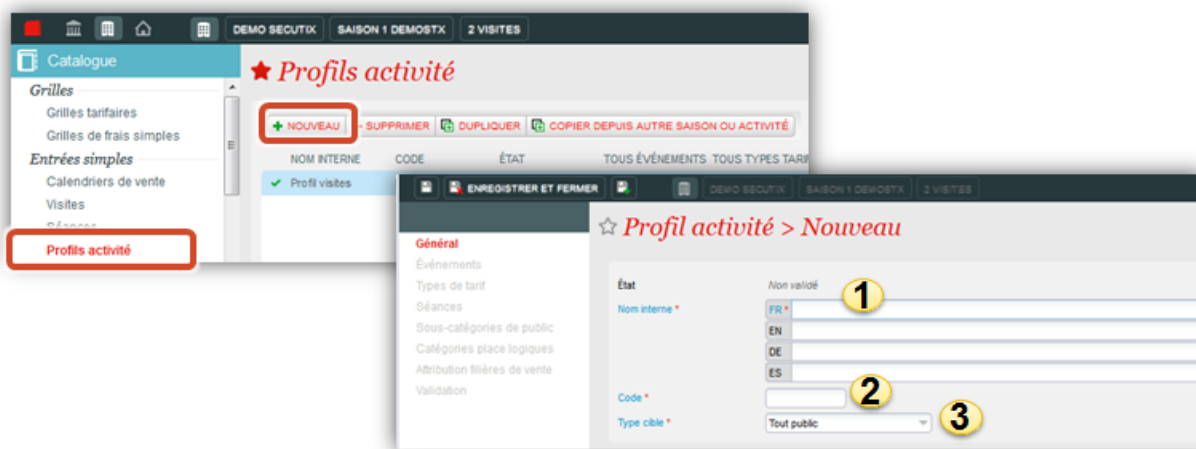 DEMO SECUTIX SAISON 1 DEMOSTX 2 VISITES
Catalogue
Grilles
Grilles tarifaires
Grilles de frais simples
Entrées simples
Calendriers de vente
Visites
Séances
Profils activité
Profils activité
NOUVEAU SUPPRIMER DUPLIQUER COPIER DEPUIS AUTRE SAISON OU ACTIVITÉ
NOM INTERNE CODE ÉTAT TOUS ÉVÉNEMENTS TOUS TYPES TARIF
Profil visites
ENREGISTRER ET FERMER DEMO SECUTIX SAISON 1 DEMOSTX 2 VISITES
Profil activité > Nouveau
Général
Événements
Types de tarif
Séances
Sous-catégories de public
Catégories place logiques
Attribution filières de vente
Validation
État Non validé
1
Nom interne * FR *
EN
DE
ES
Code * 2
Type cible * Tout public 3